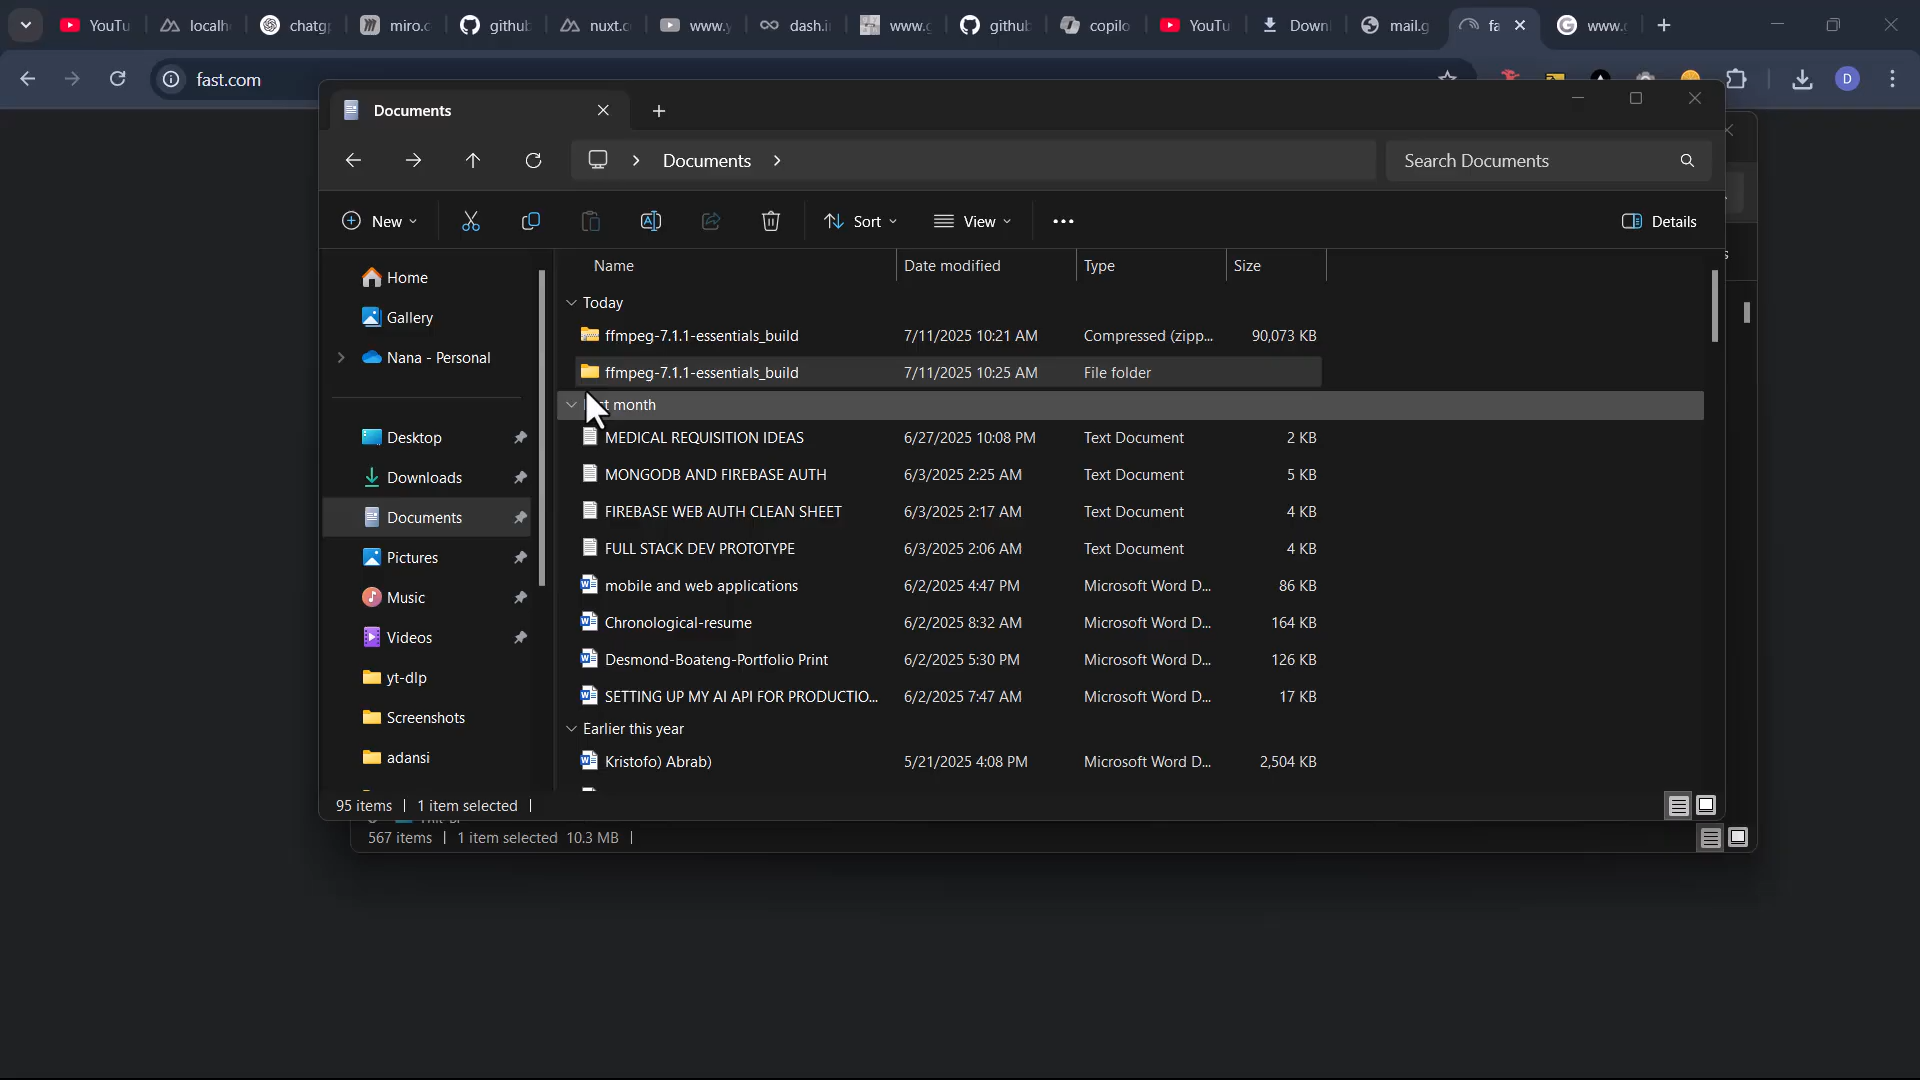 YouTu
localh
chatg
miro.c
github
nuxt.c
www.y
dash.i
www.g
github
copilo
YouTu
Downl
mail.g
fa
www.
fast.com
D
Documents
Documents
Search Documents
New
Sort
View
Details
Name Date modified Type Size
Home
Gallery
Nana - Personal
Desktop
Downloads
Documents
Pictures
Music
Videos
yt-dlp
Screenshots
adansi
Today
ffmpeg-7.1.1-essentials_build 7/11/2025 10:21 AM Compressed (zipp... 90,073 KB
ffmpeg-7.1.1-essentials_build 7/11/2025 10:25 AM File folder
month
MEDICAL REQUISITION IDEAS 6/27/2025 10:08 PM Text Document 2 KB
MONGODB AND FIREBASE AUTH 6/3/2025 2:25 AM Text Document 5 KB
FIREBASE WEB AUTH CLEAN SHEET 6/3/2025 2:17 AM Text Document 4 KB
FULL STACK DEV PROTOTYPE 6/3/2025 2:06 AM Text Document 4 KB
mobile and web applications 6/2/2025 4:47 PM Microsoft Word D... 86 KB
Chronological-resume 6/2/2025 8:32 AM Microsoft Word D... 164 KB
Desmond-Boateng-Portfolio Print 6/2/2025 5:30 PM Microsoft Word D... 126 KB
SETTING UP MY AI API FOR PRODUCTIO... 6/2/2025 7:47 AM Microsoft Word D... 17 KB
Earlier this year
Kristofo) Abrab) 5/21/2025 4:08 PM Microsoft Word D... 2,504 KB
95 items 1 item selected
567 items 1 item selected 10.3 MB